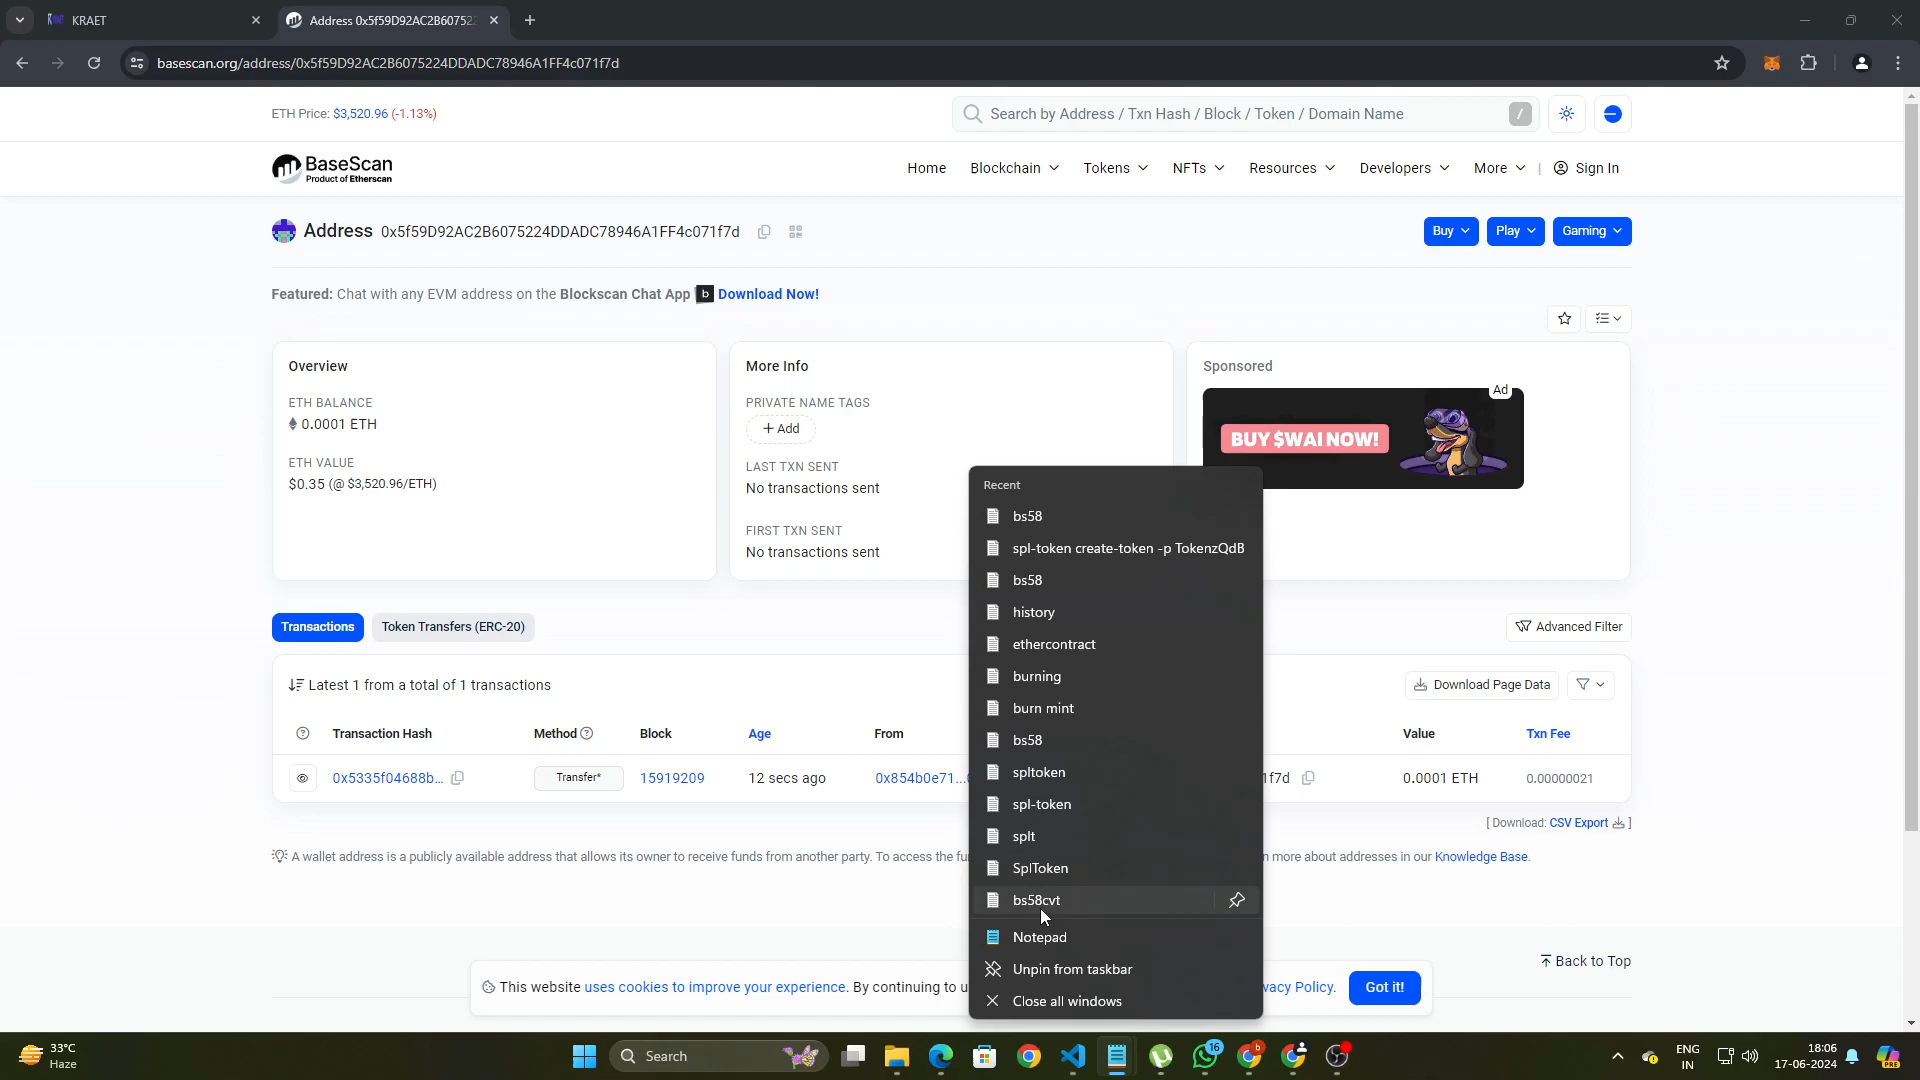 KRAET
Address 0x5f59D92AC2B60752
basescan.org/address/0x5f59D92AC2B6075224DDADC78946A1FF4c071f7d
ETH Price: $3,520.96 (-1.13%)
Search by Address / Txn Hash / Block / Token / Domain Name
/
BaseScan
Product of Etherscan
Home
Blockchain
Tokens
NFTs
Resources
Developers
More
Sign In
Address 0x5f59D92AC2B6075224DDADC78946A1FF4c071f7d
Buy
Play
Gaming
Featured: Chat with any EVM address on the Blockscan Chat App b Download Now!
Overview
ETH BALANCE
0.0001 ETH
ETH VALUE
$0.35 (@ $3,520.96/ETH)
More Info
PRIVATE NAME TAGS
+ Add
LAST TXN SENT
No transactions sent
FIRST TXN SENT
No transactions sent
Sponsored
Ad
BUY $WAI NOW!
Recent
bs58
spl-token create-token -p TokenzQdB
bs58
history
ethercontract
burning
burn mint
bs58
spltoken
spl-token
splt
SplToken
bs58cvt
Notepad
Unpin from taskbar
Close all windows
Transactions
Token Transfers (ERC-20)
Advanced Filter
Latest 1 from a total of 1 transactions
Download Page Data
Transaction Hash
Method
Block
Age
From
Value
Txn Fee
0x5335f04688b...
Transfer*
15919209
12 secs ago
0x854b0e71...
1f7d
0.0001 ETH
0.00000021
[ Download: CSV Export ]
A wallet address is a publicly available address that allows its owner to receive funds from another party. To access the fu
more about addresses in our Knowledge Base.
Back to Top
This website uses cookies to improve your experience. By continuing to u
vacy Policy.
Got it!
33°C
Haze
Search
16
b
ENG
IN
18:06
17-06-2024
PRE